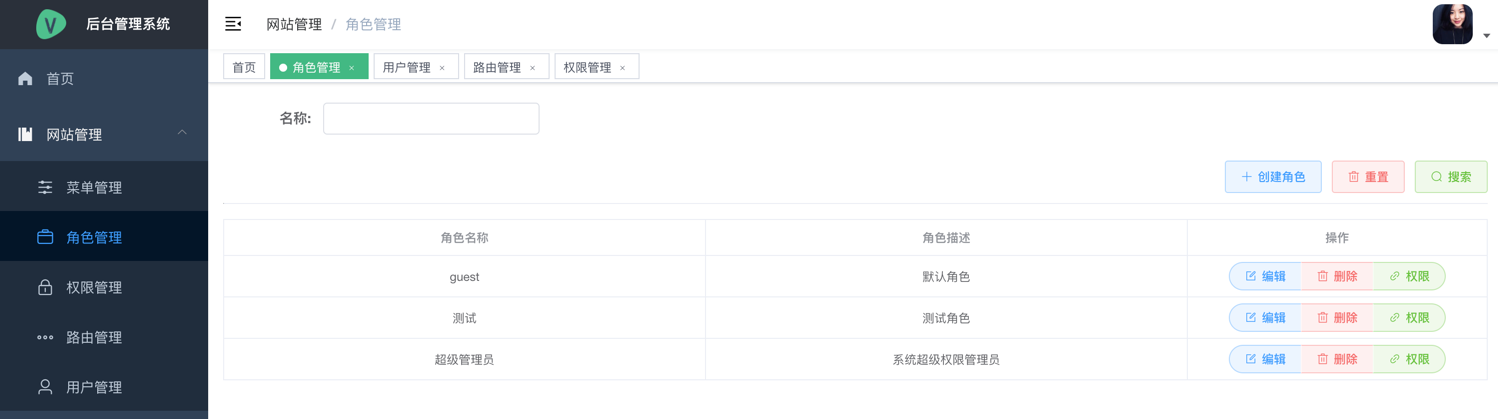 V 后台管理系统
首页
网站管理
菜单管理
角色管理
权限管理
路由管理
用户管理
网站管理 / 角色管理
首页 角色管理 × 用户管理 × 路由管理 × 权限管理 ×
名称:
创建角色 重置 搜索
角色名称 角色描述 操作
guest 默认角色 编辑 删除 权限
测试 测试角色 编辑 删除 权限
超级管理员 系统超级权限管理员 编辑 删除 权限